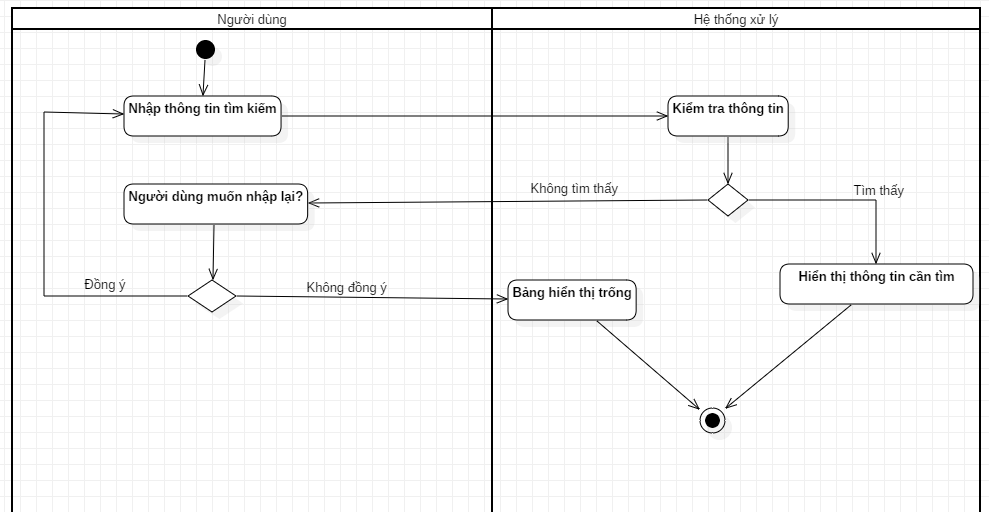 Người dùng
Hệ thống xử lý
Nhập thông tin tìm kiếm
Kiểm tra thông tin
Người dùng muốn nhập lại?
Không tìm thấy
Tìm thấy
Đồng ý
Không đồng ý
Bảng hiển thị trống
Hiển thị thông tin cần tìm